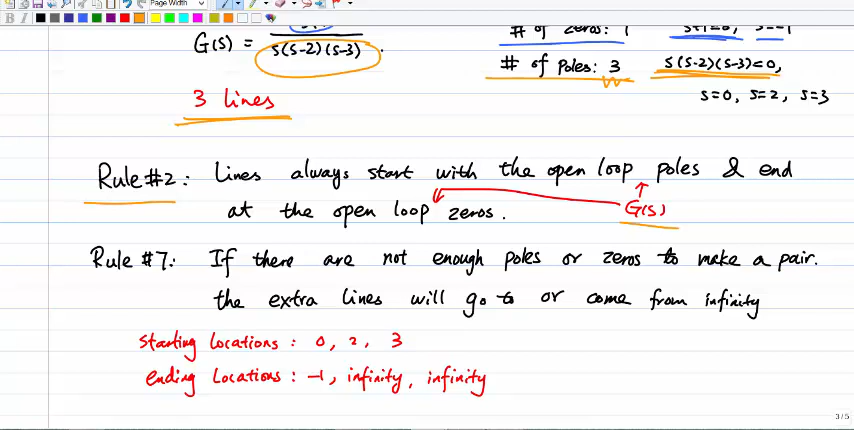 Page Width
# of zeros: 1 s+1=0, s=-1
G(s) = s(s-2)(s-3) .
# of Poles: 3 s(s-2)(s-3)=0,
s=0, s=2, s=3
3 lines
Rule #2: Lines always start with the open loop poles & end
at the open loop zeros. G(s)
Rule #7: If there are not enough poles or zeros to make a pair.
the extra lines will go to or come from infinity
Starting Locations: 0, 2, 3
Ending Locations: -1, infinity, infinity
3 / 5